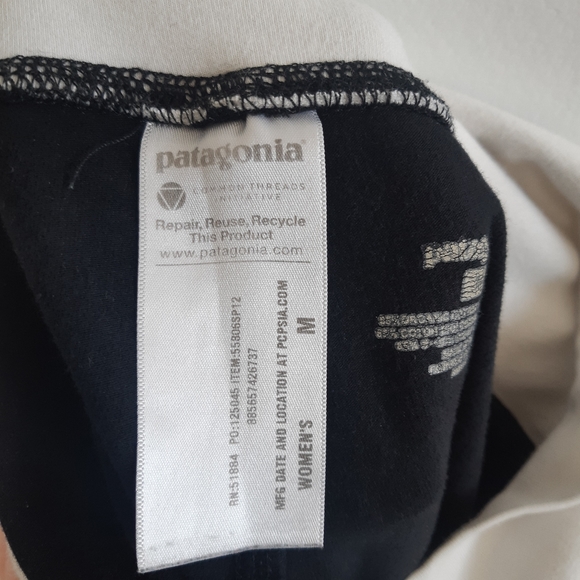 patagonia®
COMMON THREADS
INITIATIVE
Repair, Reuse, Recycle
This Product
www.patagonia.com
RN:51884 PO:125045 ITEM:55806SP12
885657426737
MFG DATE AND LOCATION AT PCPSIA.COM
WOMEN'S M